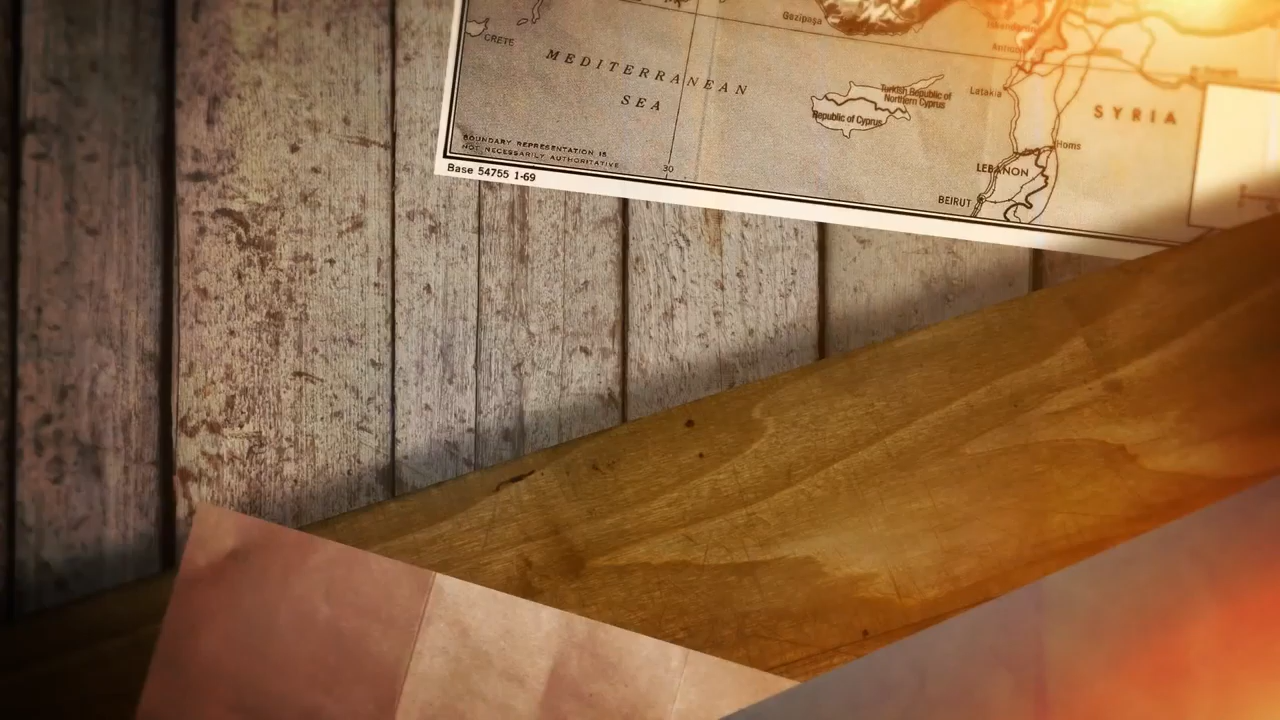 Gazipaşa
CRETE
MEDITERRANEAN
SEA
Turkish Republic of
Northern Cyprus
Republic of Cyprus
Latakia
SYRIA
Homs
LEBANON
BEIRUT
BOUNDARY REPRESENTATION IS
NOT NECESSARILY AUTHORITATIVE
30
Base 54755 1-69